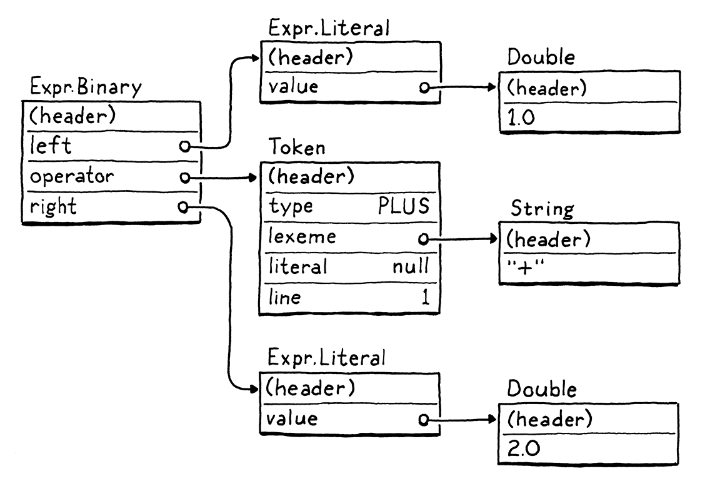 Expr.Binary
(header)
left
operator
right
Expr.Literal
(header)
value
Double
(header)
1.0
Token
(header)
type PLUS
lexeme
literal null
line 1
String
(header)
"+"
Expr.Literal
(header)
value
Double
(header)
2.0